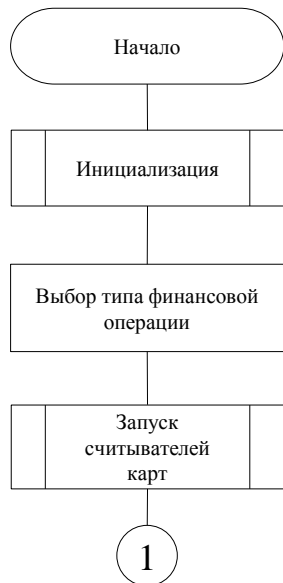 Начало
Инициализация
Выбор типа финансовой
операции
Запуск
считывателей
карт
1